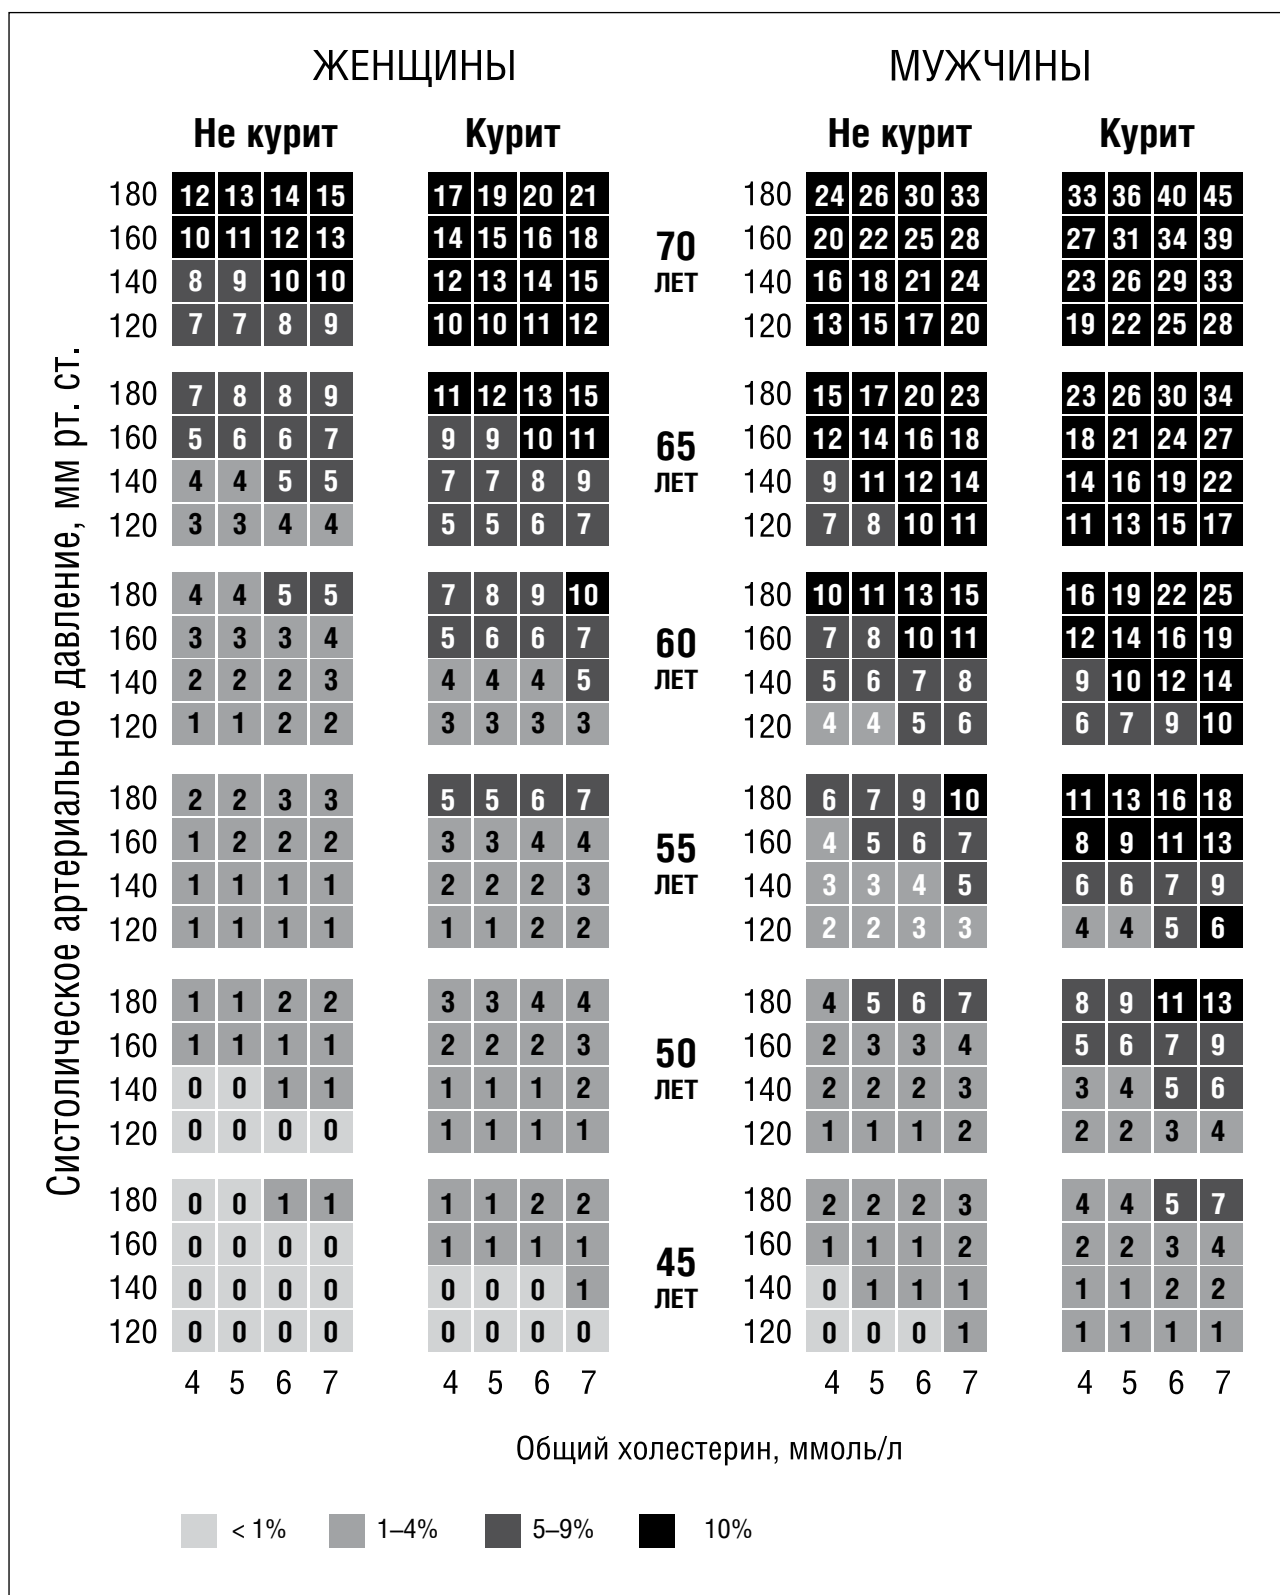 ЖЕНЩИНЫ МУЖЧИНЫ
Не курит Курит Не курит Курит
Систолическое артериальное давление, мм рт. ст.
180 12 13 14 15 17 19 20 21 180 24 26 30 33 33 36 40 45
160 10 11 12 13 14 15 16 18 70 160 20 22 25 28 27 31 34 39
140 8 9 10 10 12 13 14 15 ЛЕТ 140 16 18 21 24 23 26 29 33
120 7 7 8 9 10 10 11 12 120 13 15 17 20 19 22 25 28
180 7 8 8 9 11 12 13 15 180 15 17 20 23 23 26 30 34
160 5 6 6 7 9 9 10 11 65 160 12 14 16 18 18 21 24 27
140 4 4 5 5 7 7 8 9 ЛЕТ 140 9 11 12 14 14 16 19 22
120 3 3 4 4 5 5 6 7 120 7 8 10 11 11 13 15 17
180 4 4 5 5 7 8 9 10 180 10 11 13 15 16 19 22 25
160 3 3 3 4 5 6 6 7 60 160 7 8 10 11 12 14 16 19
140 2 2 2 3 4 4 4 5 ЛЕТ 140 5 6 7 8 9 10 12 14
120 1 1 2 2 3 3 3 3 120 4 4 5 6 6 7 9 10
180 2 2 3 3 5 5 6 7 180 6 7 9 10 11 13 16 18
160 1 2 2 2 3 3 4 4 55 160 4 5 6 7 8 9 11 13
140 1 1 1 1 2 2 2 3 ЛЕТ 140 3 3 4 5 6 6 7 9
120 1 1 1 1 1 1 2 2 120 2 2 3 3 4 4 5 6
180 1 1 2 2 3 3 4 4 180 4 5 6 7 8 9 11 13
160 1 1 1 1 2 2 2 3 50 160 2 3 3 4 5 6 7 9
140 0 0 1 1 1 1 1 2 ЛЕТ 140 2 2 2 3 3 4 5 6
120 0 0 0 0 1 1 1 1 120 1 1 1 2 2 2 3 4
180 0 0 1 1 1 1 2 2 180 2 2 2 3 4 4 5 7
160 0 0 0 0 1 1 1 1 45 160 1 1 1 2 2 2 3 4
140 0 0 0 0 0 0 0 1 ЛЕТ 140 0 1 1 1 1 1 2 2
120 0 0 0 0 0 0 0 0 120 0 0 0 1 1 1 1 1
4 5 6 7 4 5 6 7 4 5 6 7 4 5 6 7
Общий холестерин, ммоль/л
< 1% 1–4% 5–9% 10%